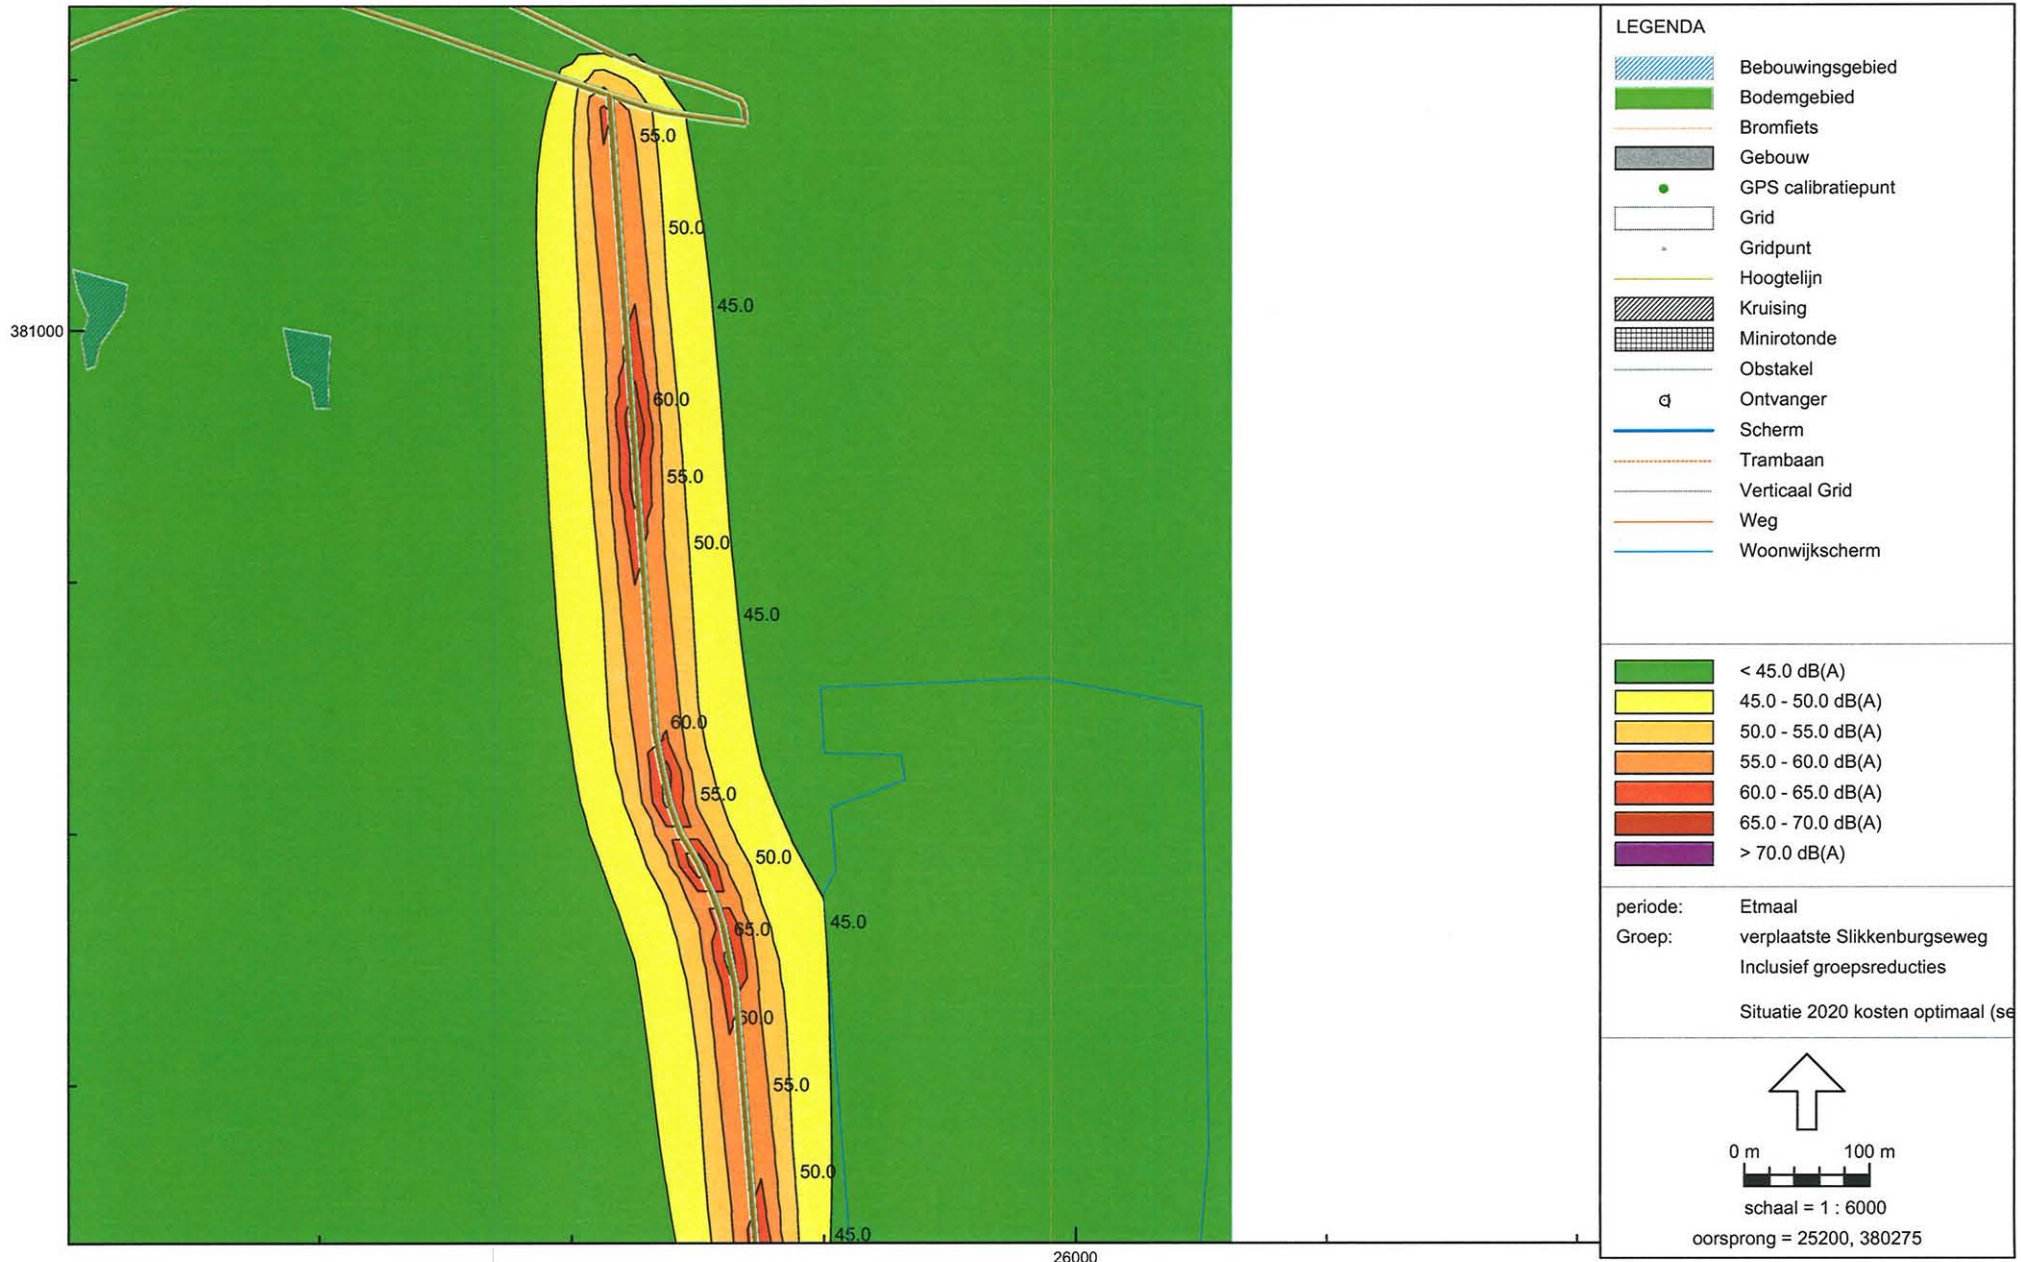 55.0
50.0
45.0
381000
60.0
55.0
50.0
45.0
60.0
55.0
50.0
45.0
65.0
60.0
55.0
50.0
45.0
26000
LEGENDA
Bebouwingsgebied
Bodemgebied
Bromfiets
Gebouw
GPS calibratiepunt
Grid
Gridpunt
Hoogtelijn
Kruising
Minirotonde
Obstakel
Ontvanger
Scherm
Trambaan
Verticaal Grid
Weg
Woonwijkscherm
< 45.0 dB(A)
45.0 - 50.0 dB(A)
50.0 - 55.0 dB(A)
55.0 - 60.0 dB(A)
60.0 - 65.0 dB(A)
65.0 - 70.0 dB(A)
> 70.0 dB(A)
periode: Etmaal
Groep: verplaatste Slikkenburgseweg
Inclusief groepsreducties
Situatie 2020 kosten optimaal (se
0 m 100 m
schaal = 1 : 6000
oorsprong = 25200, 380275